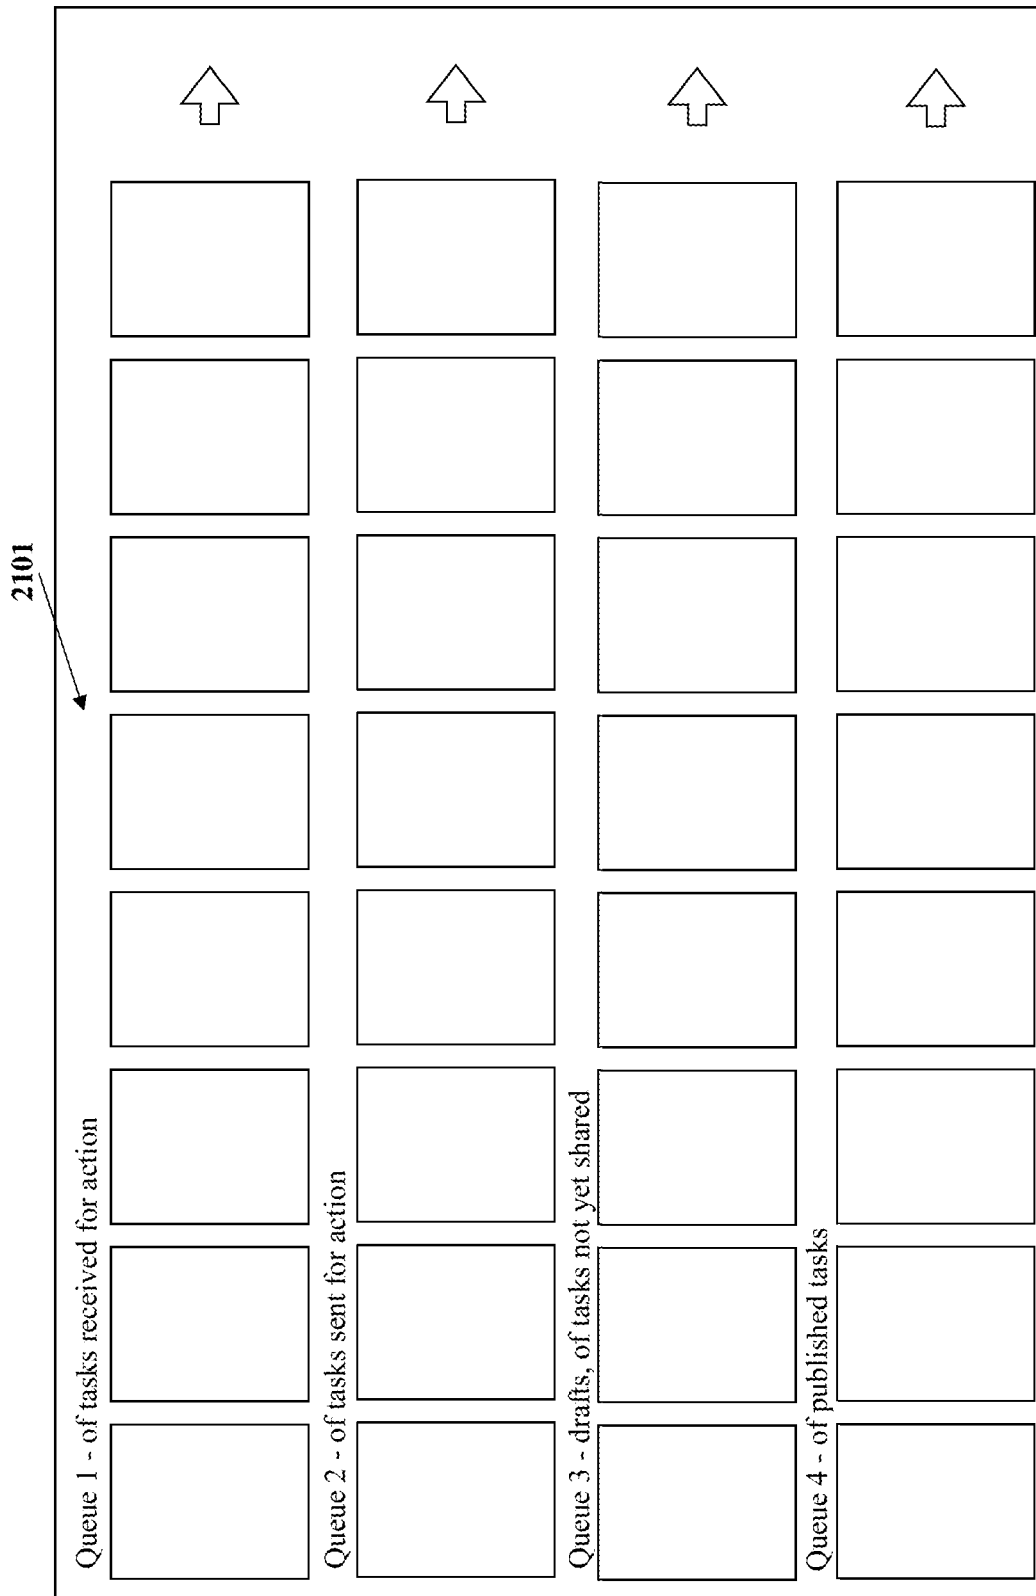 2101
Queue 1 - of tasks received for action
Queue 2 - of tasks sent for action
Queue 3 - drafts, of tasks not yet shared
Queue 4 - of published tasks